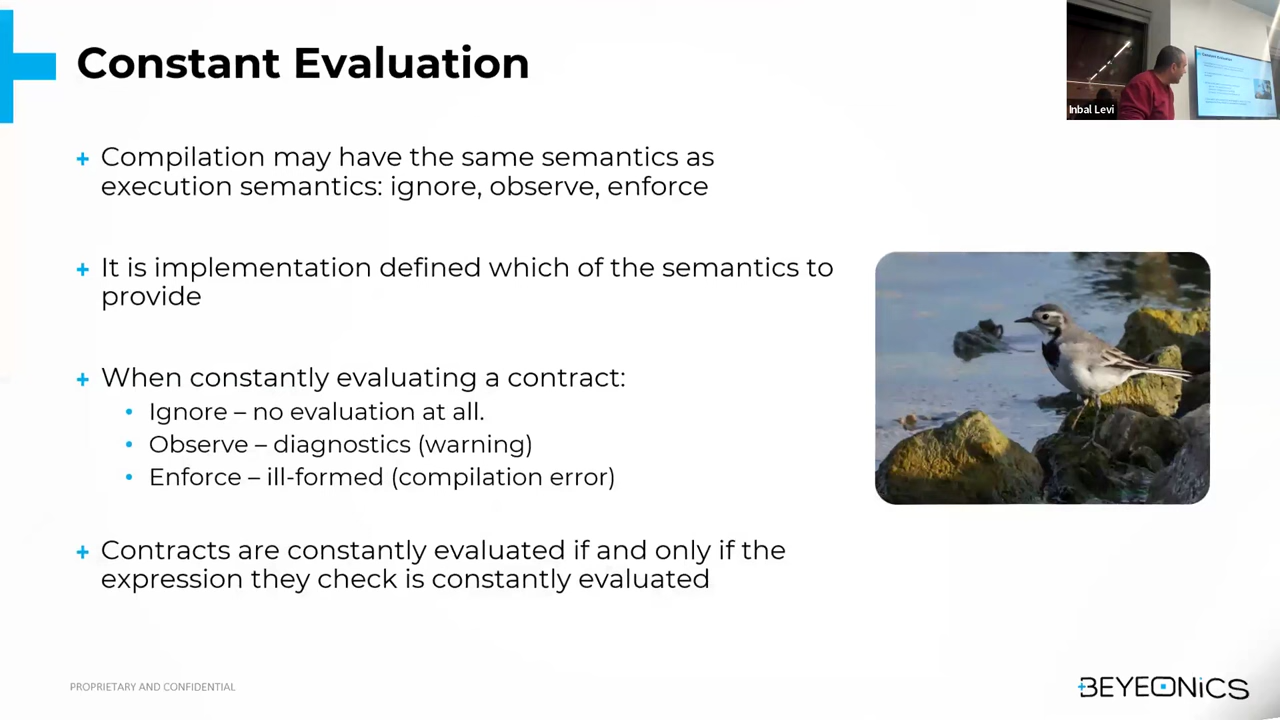 Constant Evaluation
Inbal Levi
+ Compilation may have the same semantics as
execution semantics: ignore, observe, enforce
+ It is implementation defined which of the semantics to
provide
+ When constantly evaluating a contract:
• Ignore – no evaluation at all.
• Observe – diagnostics (warning)
• Enforce – ill-formed (compilation error)
+ Contracts are constantly evaluated if and only if the
expression they check is constantly evaluated
PROPRIETARY AND CONFIDENTIAL
BEYEONiCS